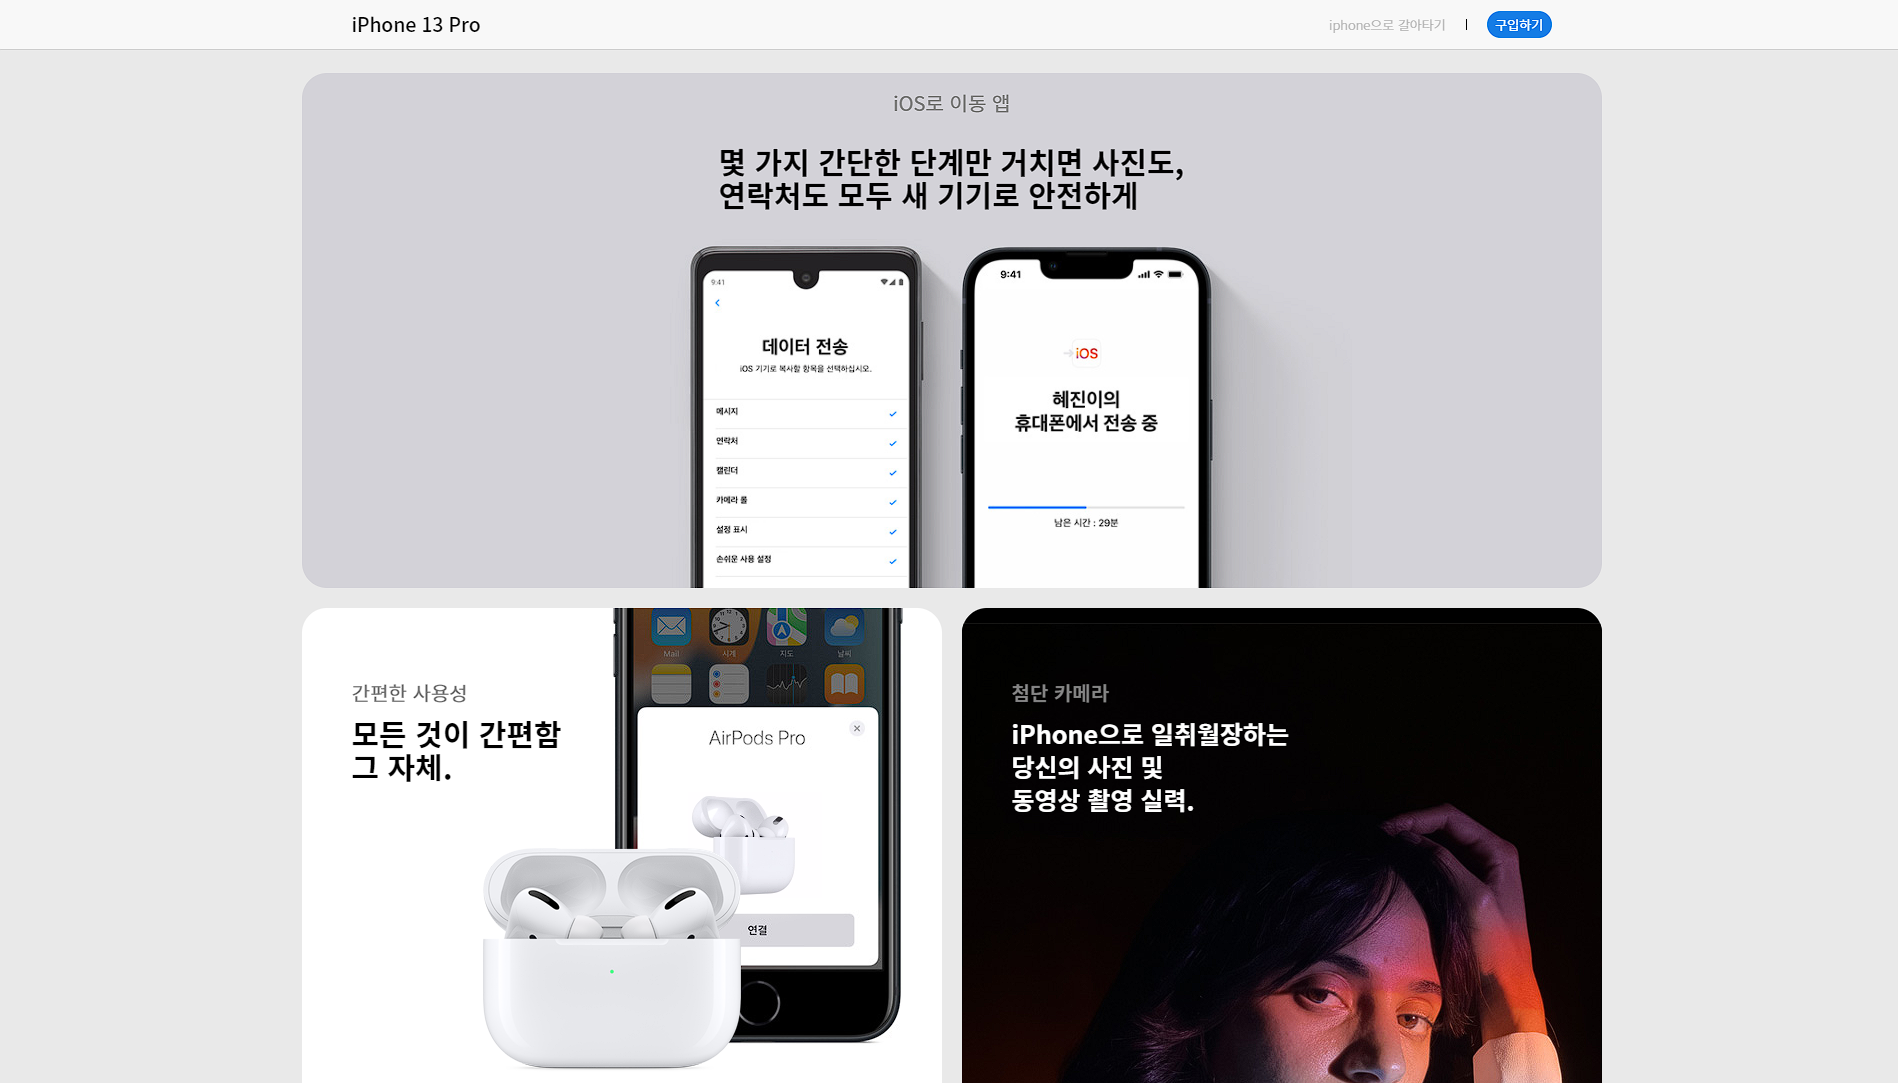 iPhone 13 Pro
iphone으로 갈아타기
구입하기
iOS로 이동 앱
몇 가지 간단한 단계만 거치면 사진도,
연락처도 모두 새 기기로 안전하게
9:41
데이터 전송
iOS 기기로 복사할 항목을 선택하십시오.
메시지
연락처
캘린더
카메라 롤
설정 표시
손쉬운 사용 설정
9:41
iOS
혜진이의
휴대폰에서 전송 중
남은 시간 : 29분
간편한 사용성
모든 것이 간편함
그 자체.
Mail
시계
지도
날씨
AirPods Pro
연결
첨단 카메라
iPhone으로 일취월장하는
당신의 사진 및
동영상 촬영 실력.